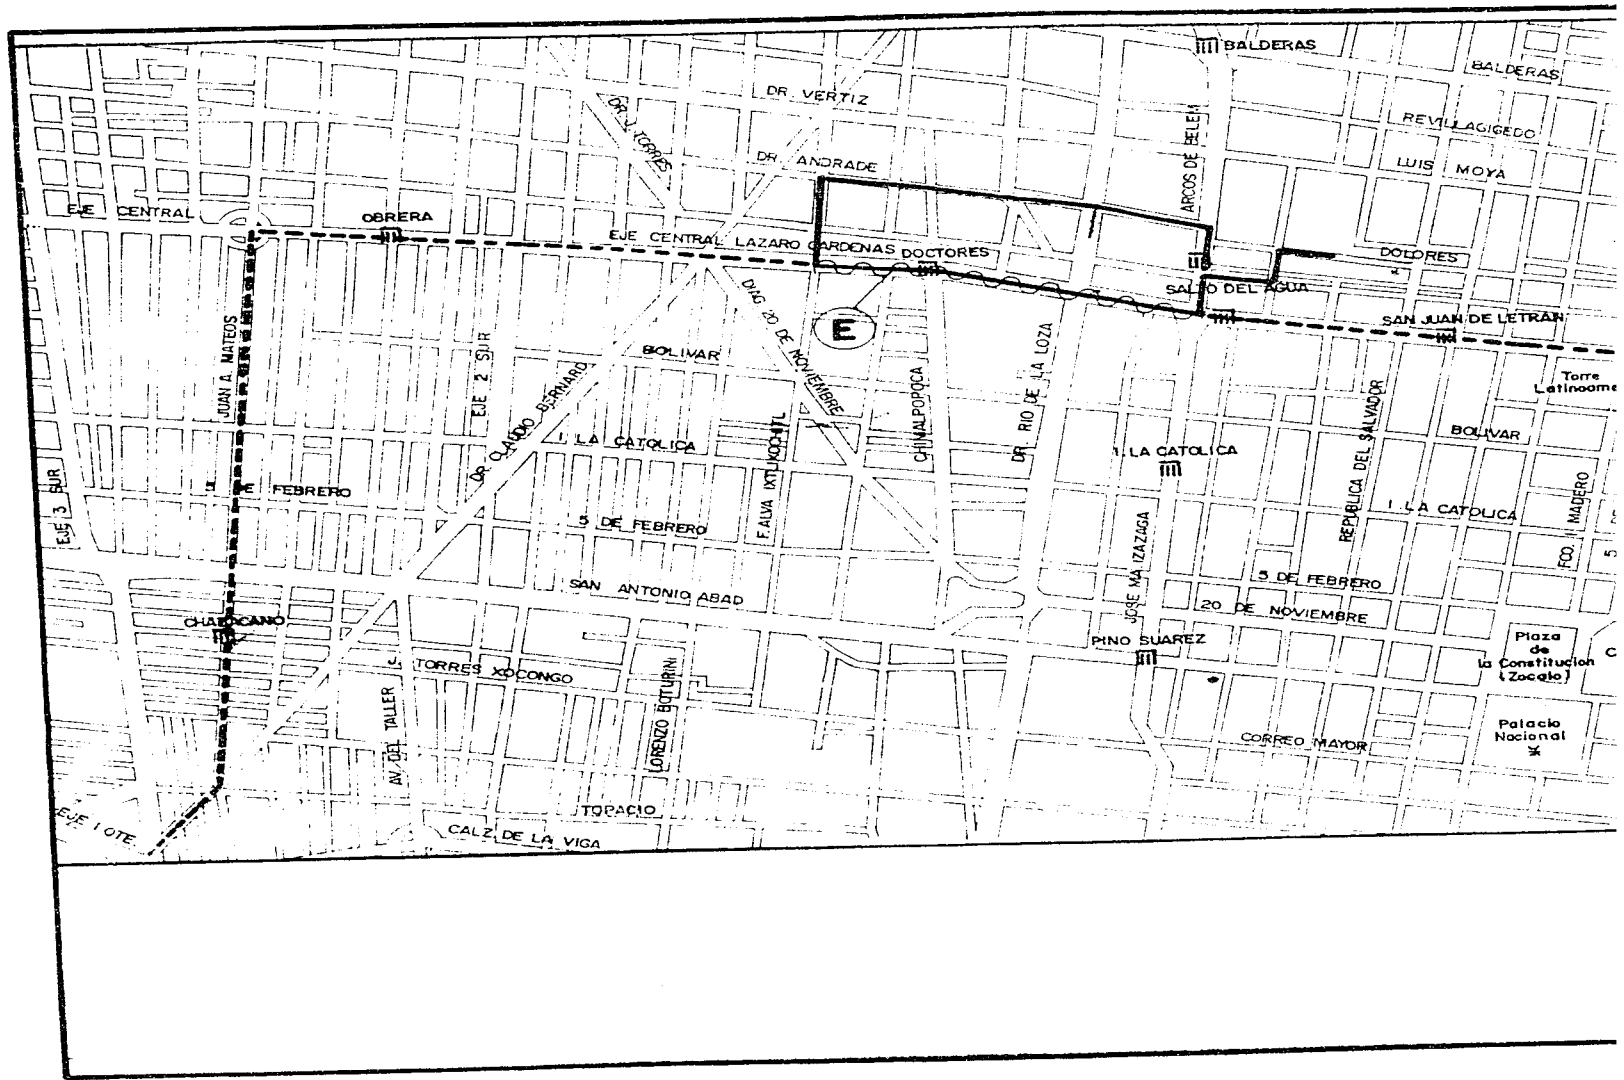 BALDERAS
BALDERAS
DR. VERTIZ
DR. J. TORRES
REVILLAGIGEDO
ARCOS DE BELEM
DR. ANDRADE
LUIS MOYA
EJE CENTRAL
OBRERA
EJE CENTRAL LAZARO CARDENAS
DOCTORES
DOLORES
SALTO DEL AGUA
DIAG 20 DE NOVIEMBRE
E
SAN JUAN DE LETRAN
JUAN A. MATEOS
EJE 2 SUR
BOLIVAR
DR. CLAUDIO BERNARD
CHIMALPOPOCA
DR. RIO DE LA LOZA
Torre
Latinoame
I. LA CATOLICA
F. ALVA IXTLIXOCHITL
I. LA CATOLICA
REPUBLICA DEL SALVADOR
BOLIVAR
EJE 3 SUR
FEBRERO
5 DE FEBRERO
JOSE MA. IZAZAGA
I. LA CATOLICA
FCO. I MADERO
5
SAN ANTONIO ABAD
5 DE FEBRERO
20 DE NOVIEMBRE
CHABACANO
PINO SUAREZ
Plaza
de
la Constitucion
(Zocalo)
C
J. TORRES XOCONGO
AV. DEL TALLER
LORENZO BOTURINI
CORREO MAYOR
Palacio
Nacional
EJE 1 OTE.
TOPACIO
CALZ. DE LA VIGA